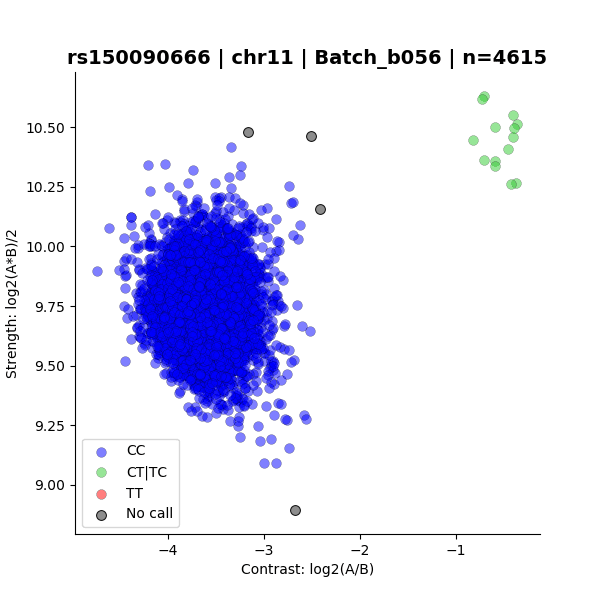 rs150090666 | chr11 | Batch_b056 | n=4615
Strength: log2(A*B)/2
10.50
10.25
10.00
9.75
9.50
9.25
9.00
CC
CT|TC
TT
No call
−4 −3 −2 −1
Contrast: log2(A/B)